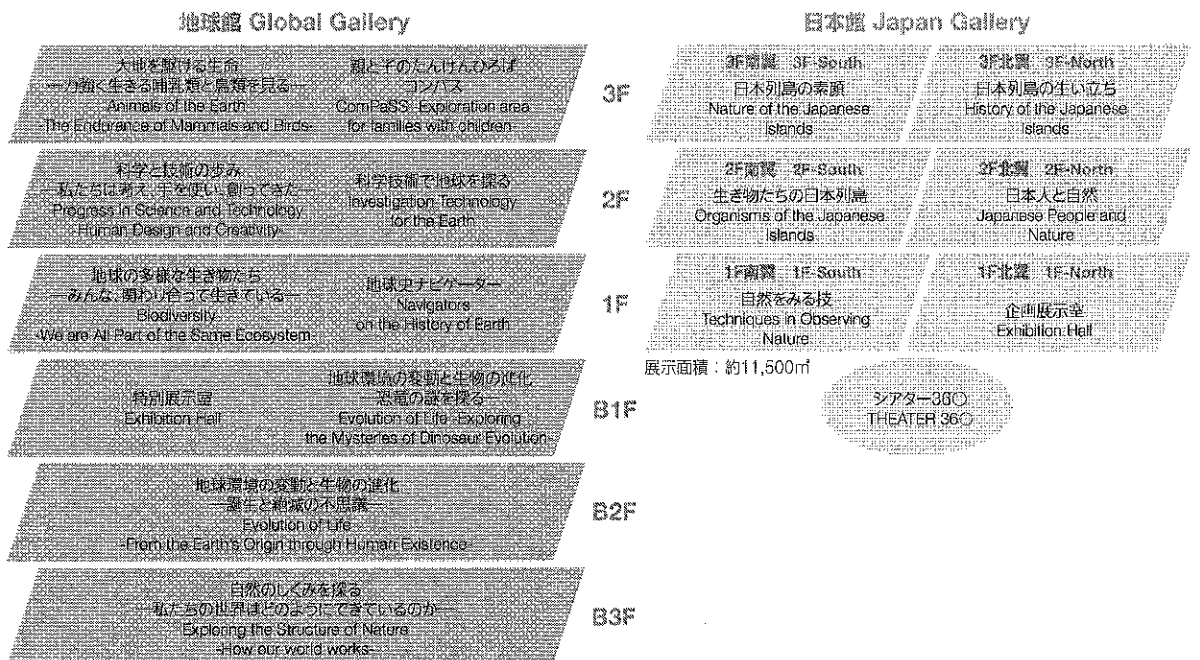 地球館 Global Gallery
大地を駆ける生命
―力強く生きる哺乳類と鳥類を見る―
Animals of the Earth
-The Endurance of Mammals and Birds-
親と子のたんけんひろば
コンパス
ComPaSS -Exploration area
for families with children-
3F
科学と技術の歩み
―私たちは考え、手を使い、創ってきた―
Progress in Science and Technology
-Human Design and Creativity-
科学技術で地球を探る
Investigation Technology
for the Earth
2F
地球の多様な生き物たち
―みんな、関わり合って生きている―
Biodiversity
-We are All Part of the Same Ecosystem-
地球史ナビゲーター
Navigators
on the History of Earth
1F
特別展示室
Exhibition Hall
地球環境の変動と生物の進化
―恐竜の謎を探る―
Evolution of Life -Exploring
the Mysteries of Dinosaur Evolution-
B1F
地球環境の変動と生物の進化
―誕生と絶滅の不思議―
Evolution of Life
-From the Earth's Origin through Human Existence-
B2F
自然のしくみを探る
―私たちの世界はどのようにできているのか―
Exploring the Structure of Nature
-How our world works-
B3F
日本館 Japan Gallery
3F南翼 3F-South
日本列島の素顔
Nature of the Japanese
Islands
3F北翼 3F-North
日本列島の生い立ち
History of the Japanese
Islands
2F南翼 2F-South
生き物たちの日本列島
Organisms of the Japanese
Islands
2F北翼 2F-North
日本人と自然
Japanese People and
Nature
1F南翼 1F-South
自然をみる技
Techniques in Observing
Nature
1F北翼 1F-North
企画展示室
Exhibition Hall
展示面積：約11,500㎡
シアター36〇
THEATER 36〇